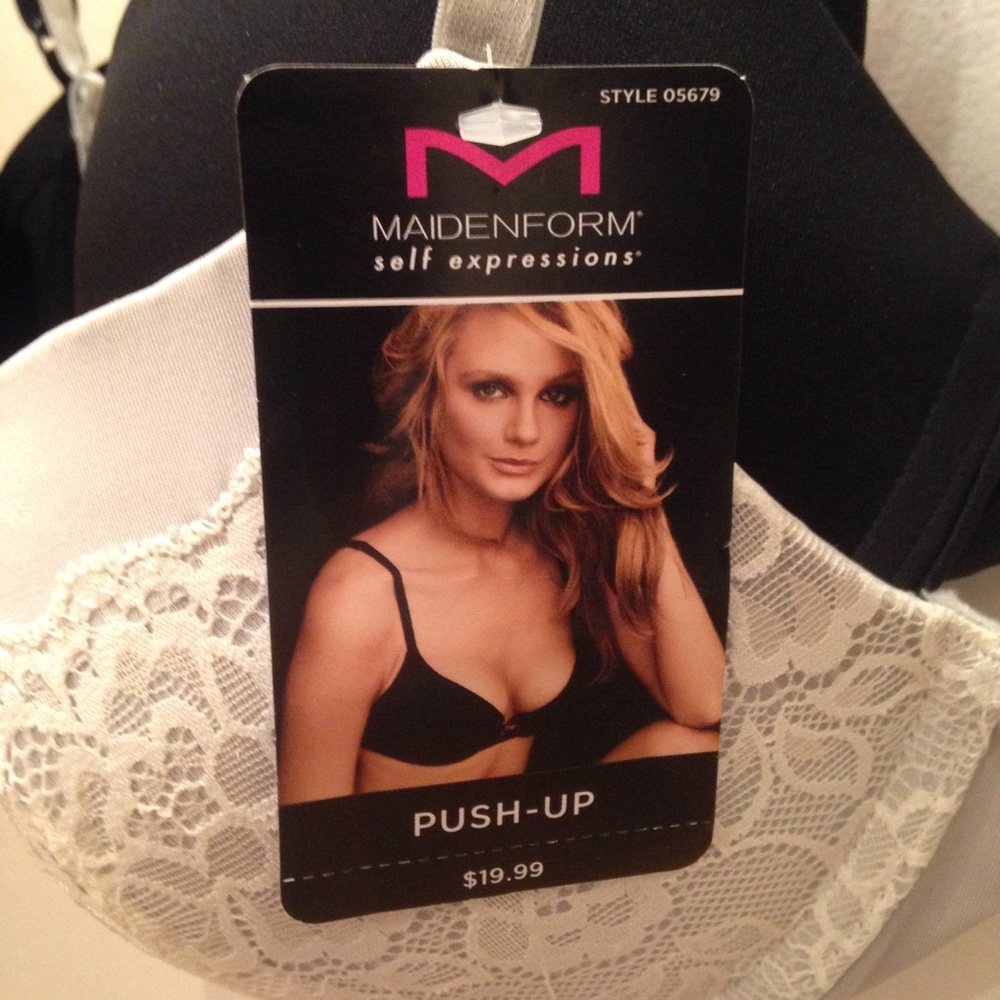 STYLE 05679
MAIDENFORM®
self expressions®
PUSH-UP
$19.99